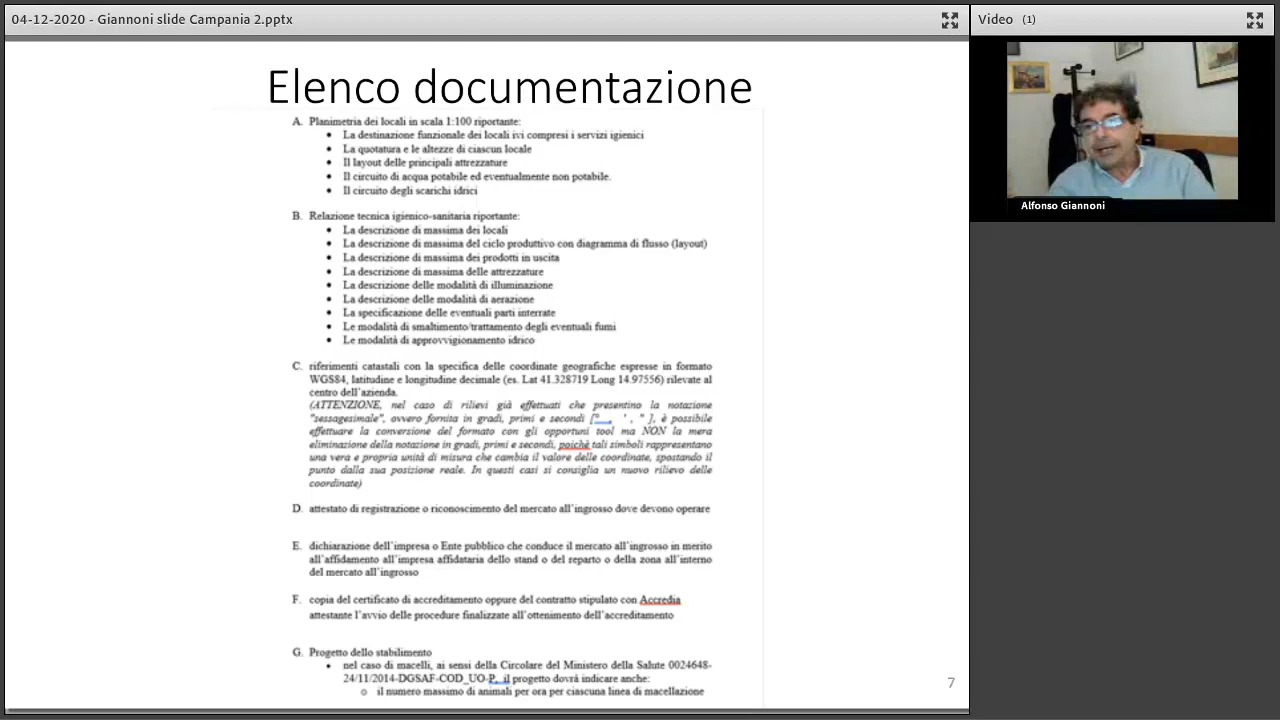 04-12-2020 - Giannoni slide Campania 2.pptx
Video (1)
Alfonso Giannoni
Elenco documentazione
A. Planimetria dei locali in scala 1:100 riportante:
• La destinazione funzionale dei locali ivi compresi i servizi igienici
• La quotatura e le altezze di ciascun locale
• Il layout delle principali attrezzature
• Il circuito di acqua potabile ed eventualmente non potabile.
• Il circuito degli scarichi idrici
B. Relazione tecnica igienico-sanitaria riportante:
• La descrizione di massima dei locali
• La descrizione di massima del ciclo produttivo con diagramma di flusso (layout)
• La descrizione di massima dei prodotti in uscita
• La descrizione di massima delle attrezzature
• La descrizione delle modalità di illuminazione
• La descrizione delle modalità di aerazione
• La specificazione delle eventuali parti interrate
• Le modalità di smaltimento/trattamento degli eventuali fumi
• Le modalità di approvvigionamento idrico
C. riferimenti catastali con la specifica delle coordinate geografiche espresse in formato
WGS84, latitudine e longitudine decimale (es. Lat 41.328719 Long 14.97556) rilevate al
centro dell'azienda.
(ATTENZIONE, nel caso di rilievi già effettuati che presentino la notazione
"sessagesimale", ovvero fornita in gradi, primi e secondi [° , ' , " ], è possibile
effettuare la conversione del formato con gli opportuni tool ma NON la mera
eliminazione della notazione in gradi, primi e secondi, poichè tali simboli rappresentano
una vera e propria unità di misura che cambia il valore delle coordinate, spostando il
punto dalla sua posizione reale. In questi casi si consiglia un nuovo rilievo delle
coordinate)
D. attestato di registrazione o riconoscimento del mercato all'ingrosso dove devono operare
E. dichiarazione dell'impresa o Ente pubblico che conduce il mercato all'ingrosso in merito
all'affidamento all'impresa affidataria dello stand o del reparto o della zona all'interno
del mercato all'ingrosso
F. copia del certificato di accreditamento oppure del contratto stipulato con Accredia
attestante l'avvio delle procedure finalizzate all'ottenimento dell'accreditamento
G. Progetto dello stabilimento
• nel caso di macelli, ai sensi della Circolare del Ministero della Salute 0024648-
24/11/2014-DGSAF-COD_UO-P, il progetto dovrà indicare anche:
o il numero massimo di animali per ora per ciascuna linea di macellazione
7